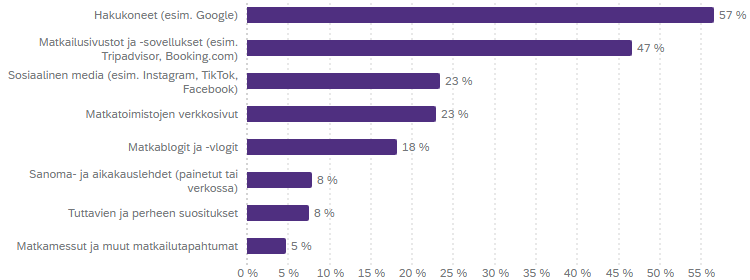 Hakukoneet (esim. Google)
57 %
Matkailusivustot ja -sovellukset (esim.
Tripadvisor, Booking.com)
47 %
Sosiaalinen media (esim. Instagram, TikTok,
Facebook)
23 %
Matkatoimistojen verkkosivut
23 %
Matkablogit ja -vlogit
18 %
Sanoma- ja aikakauslehdet (painetut tai
verkossa)
8 %
Tuttavien ja perheen suositukset
8 %
Matkamessut ja muut matkailutapahtumat
5 %
0 % 5 % 10 % 15 % 20 % 25 % 30 % 35 % 40 % 45 % 50 % 55 %